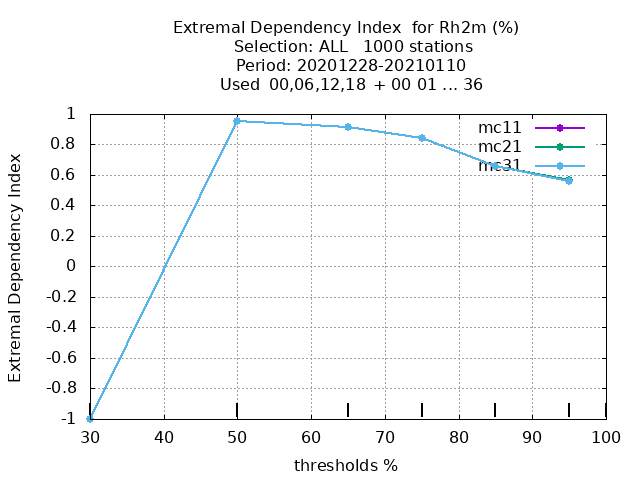 Extremal Dependency Index  for Rh2m (%)
Selection: ALL   1000 stations
Period: 20201228-20210110
Used  00,06,12,18  + 00 01 ... 36
1
0.8
0.6
0.4
0.2
0
-0.2
-0.4
-0.6
-0.8
-1
Extremal Dependency Index
mc11
mc21
mc31
30 40 50 60 70 80 90 100
thresholds %